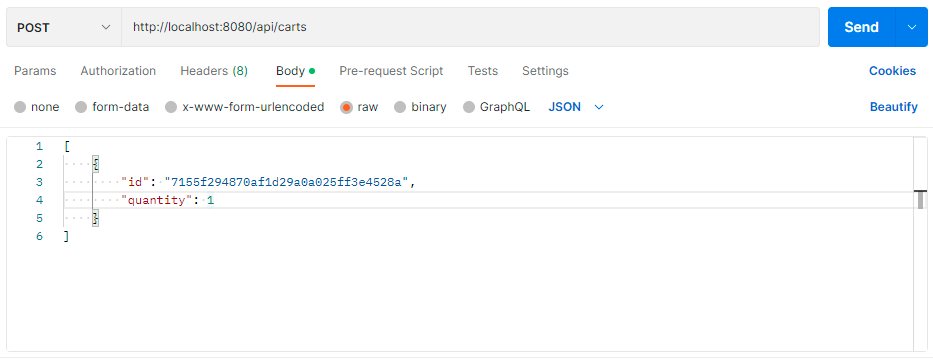 POST
http://localhost:8080/api/carts
Send
Params Authorization Headers (8) Body Pre-request Script Tests Settings Cookies
none form-data x-www-form-urlencoded raw binary GraphQL JSON Beautify
1 [
2 {
3 "id": "7155f294870af1d29a0a025ff3e4528a",
4 "quantity": 1
5 }
6 ]